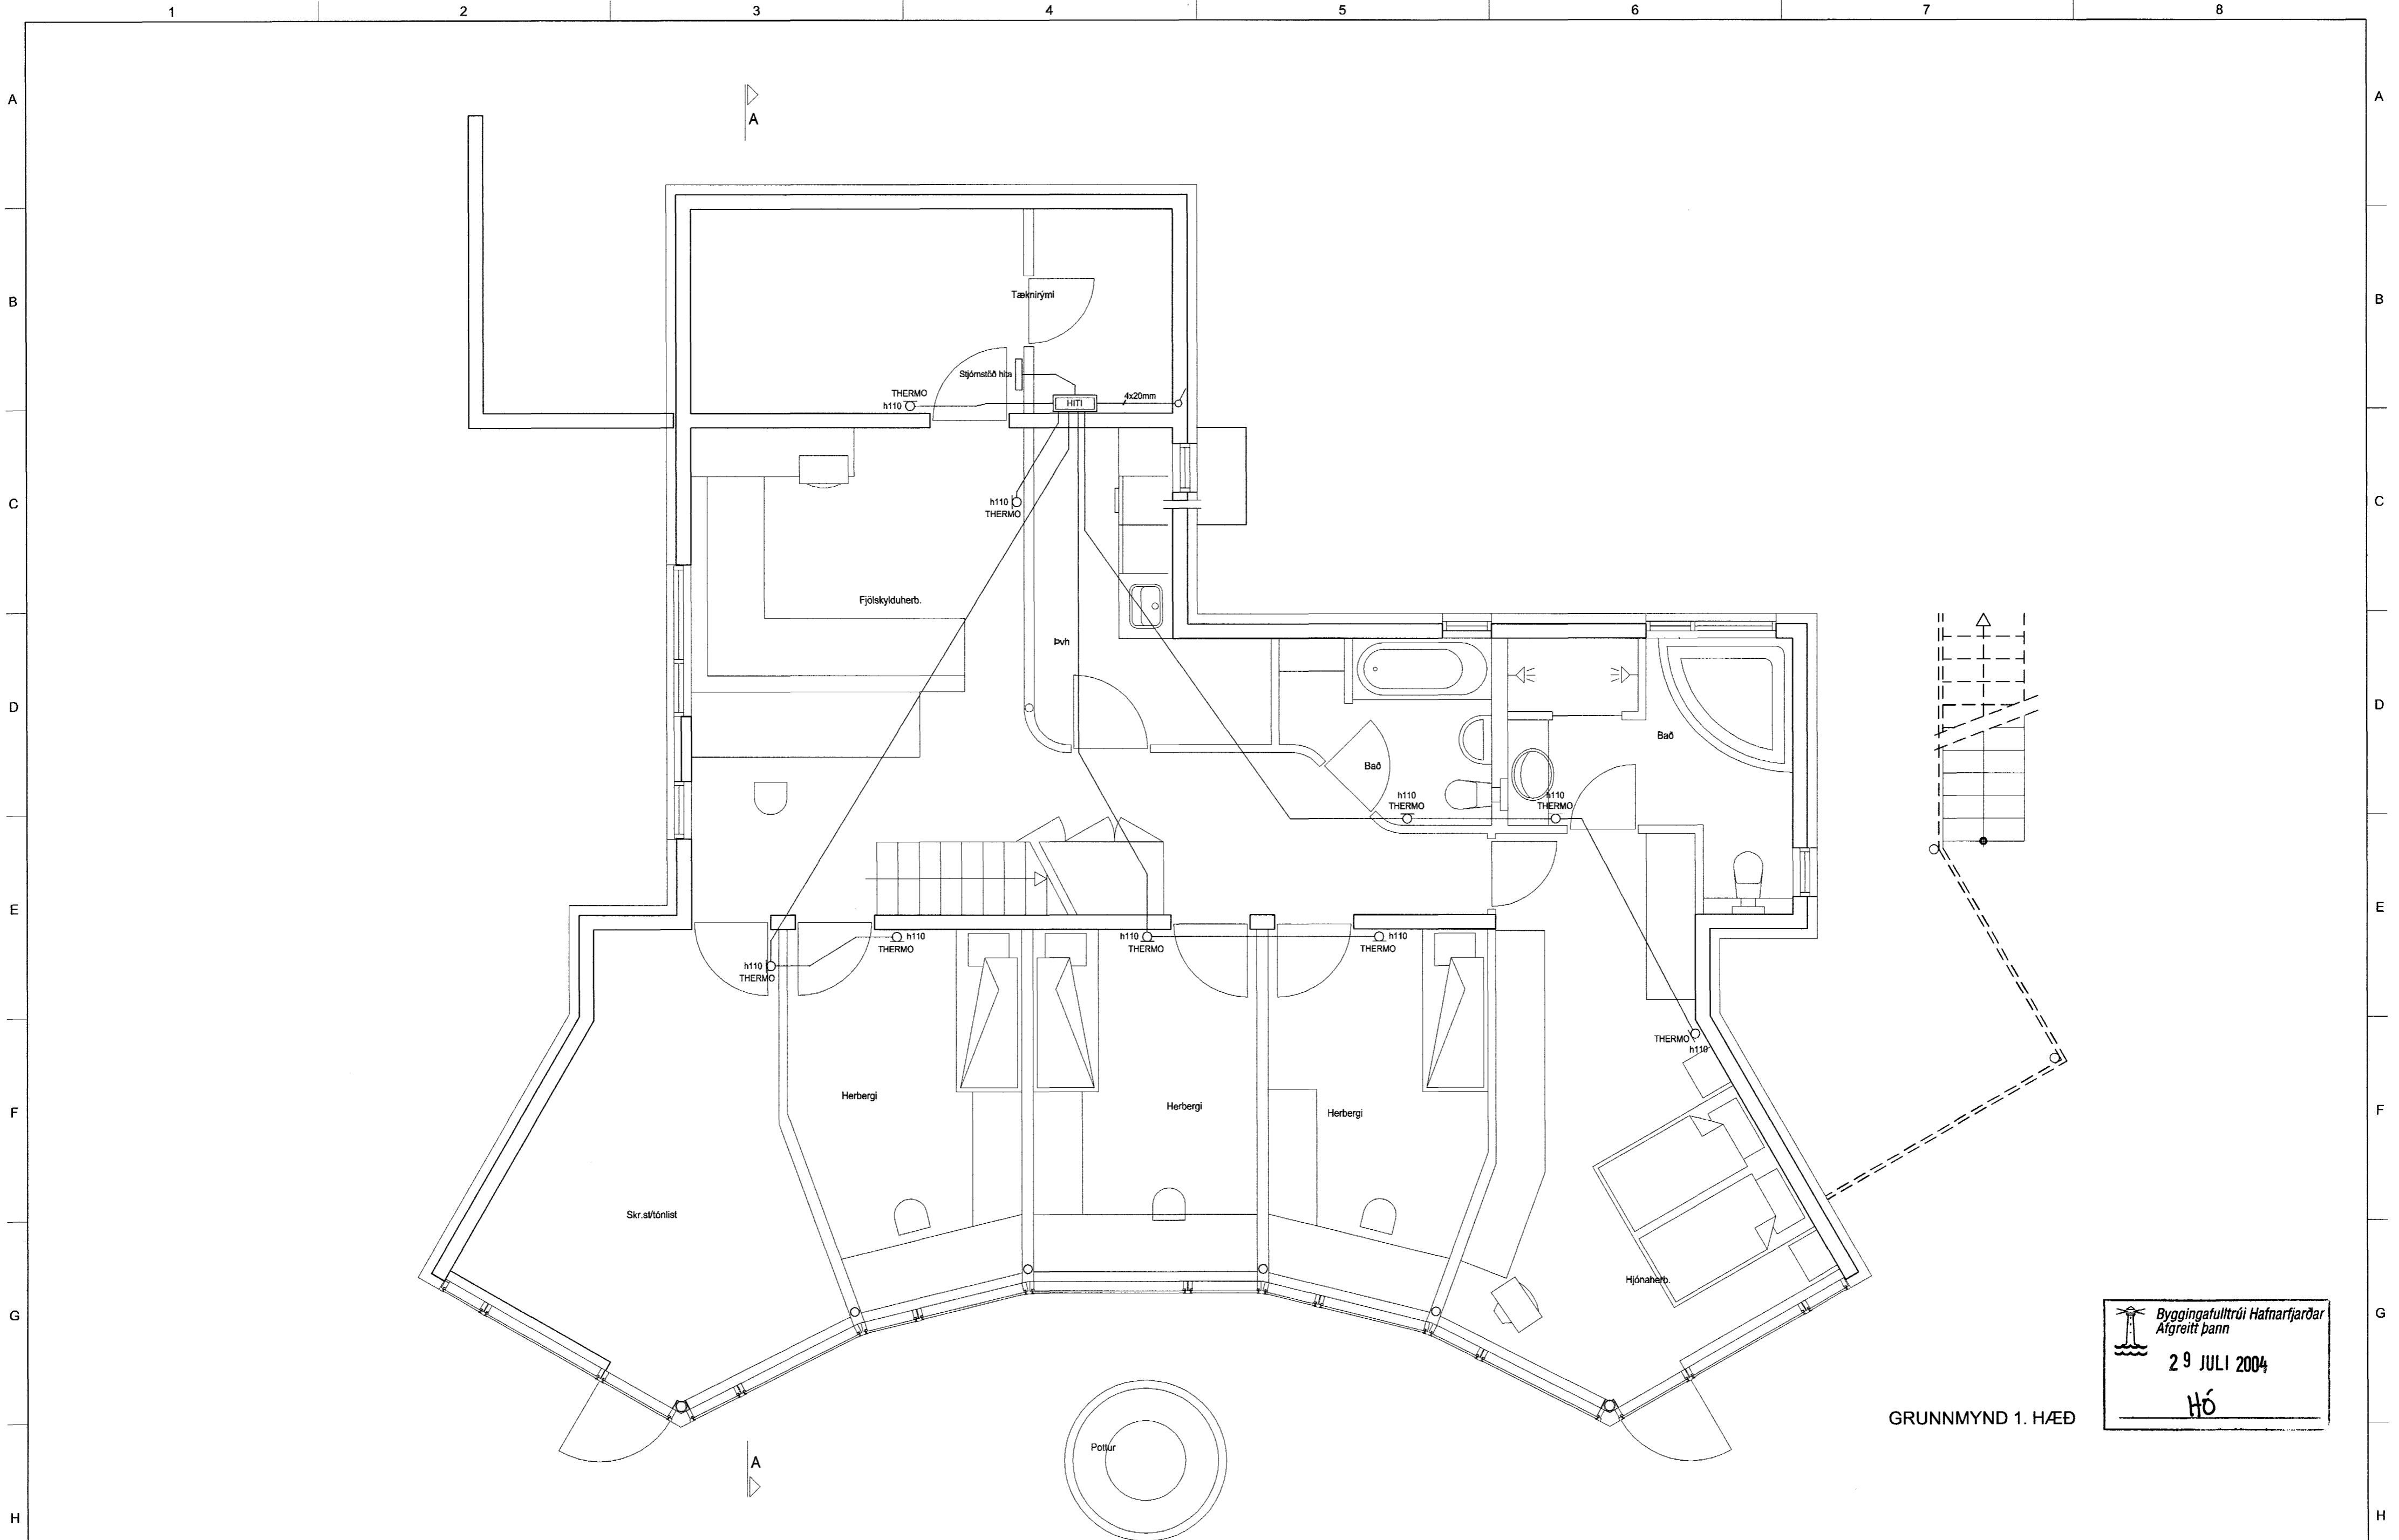 1 2 3 4 5 6 7 8
A A
A
B B
Tæknirými
Stjórnstöð hita
THERMO
h110
HITI
4x20mm
C C
h110
THERMO
Fjölskylduherb.
Þvh
D D
Bað
Bað
h110
THERMO
h110
THERMO
E E
h110
THERMO
h110
THERMO
h110
THERMO
h110
THERMO
THERMO
h110
F F
Herbergi
Herbergi
Herbergi
Skr.st/tónlist
Hjónaherb.
G G
Byggingafulltrúi Hafnarfjarðar
Afgreitt þann
29 JULI 2004
HÓ
GRUNNMYND 1. HÆÐ
Pottur
A
H H